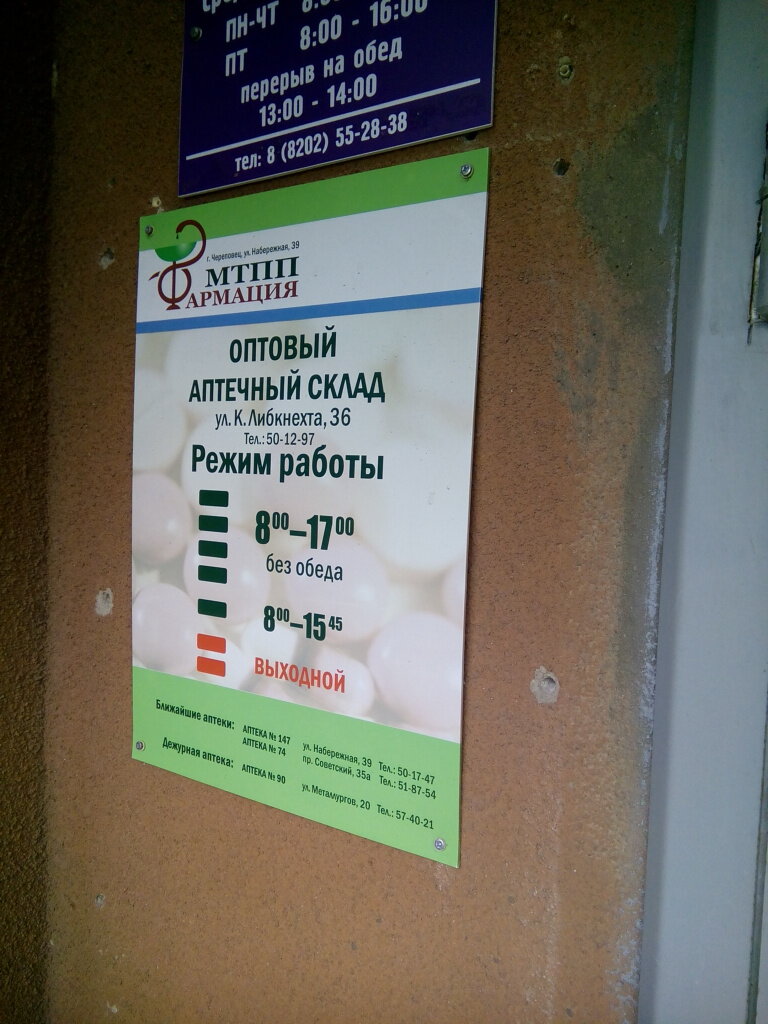 ПН-ЧТ
ПТ 8:00 - 16:00
перерыв на обед
13:00 - 14:00
тел: 8 (8202) 55-28-38
г. Череповец, ул. Набережная, 39
МТПП
ФАРМАЦИЯ
ОПТОВЫЙ
АПТЕЧНЫЙ СКЛАД
ул. К. Либкнехта, 36
Тел.: 50-12-97
Режим работы
8⁰⁰–17⁰⁰
без обеда
8⁰⁰–15⁴⁵
ВЫХОДНОЙ
Ближайшие аптеки: АПТЕКА № 147 ул. Набережная, 39 Тел.: 50-17-47
АПТЕКА № 74 пр. Советский, 35а Тел.: 51-87-54
Дежурная аптека: АПТЕКА № 90 ул. Металлургов, 20 Тел.: 57-40-21